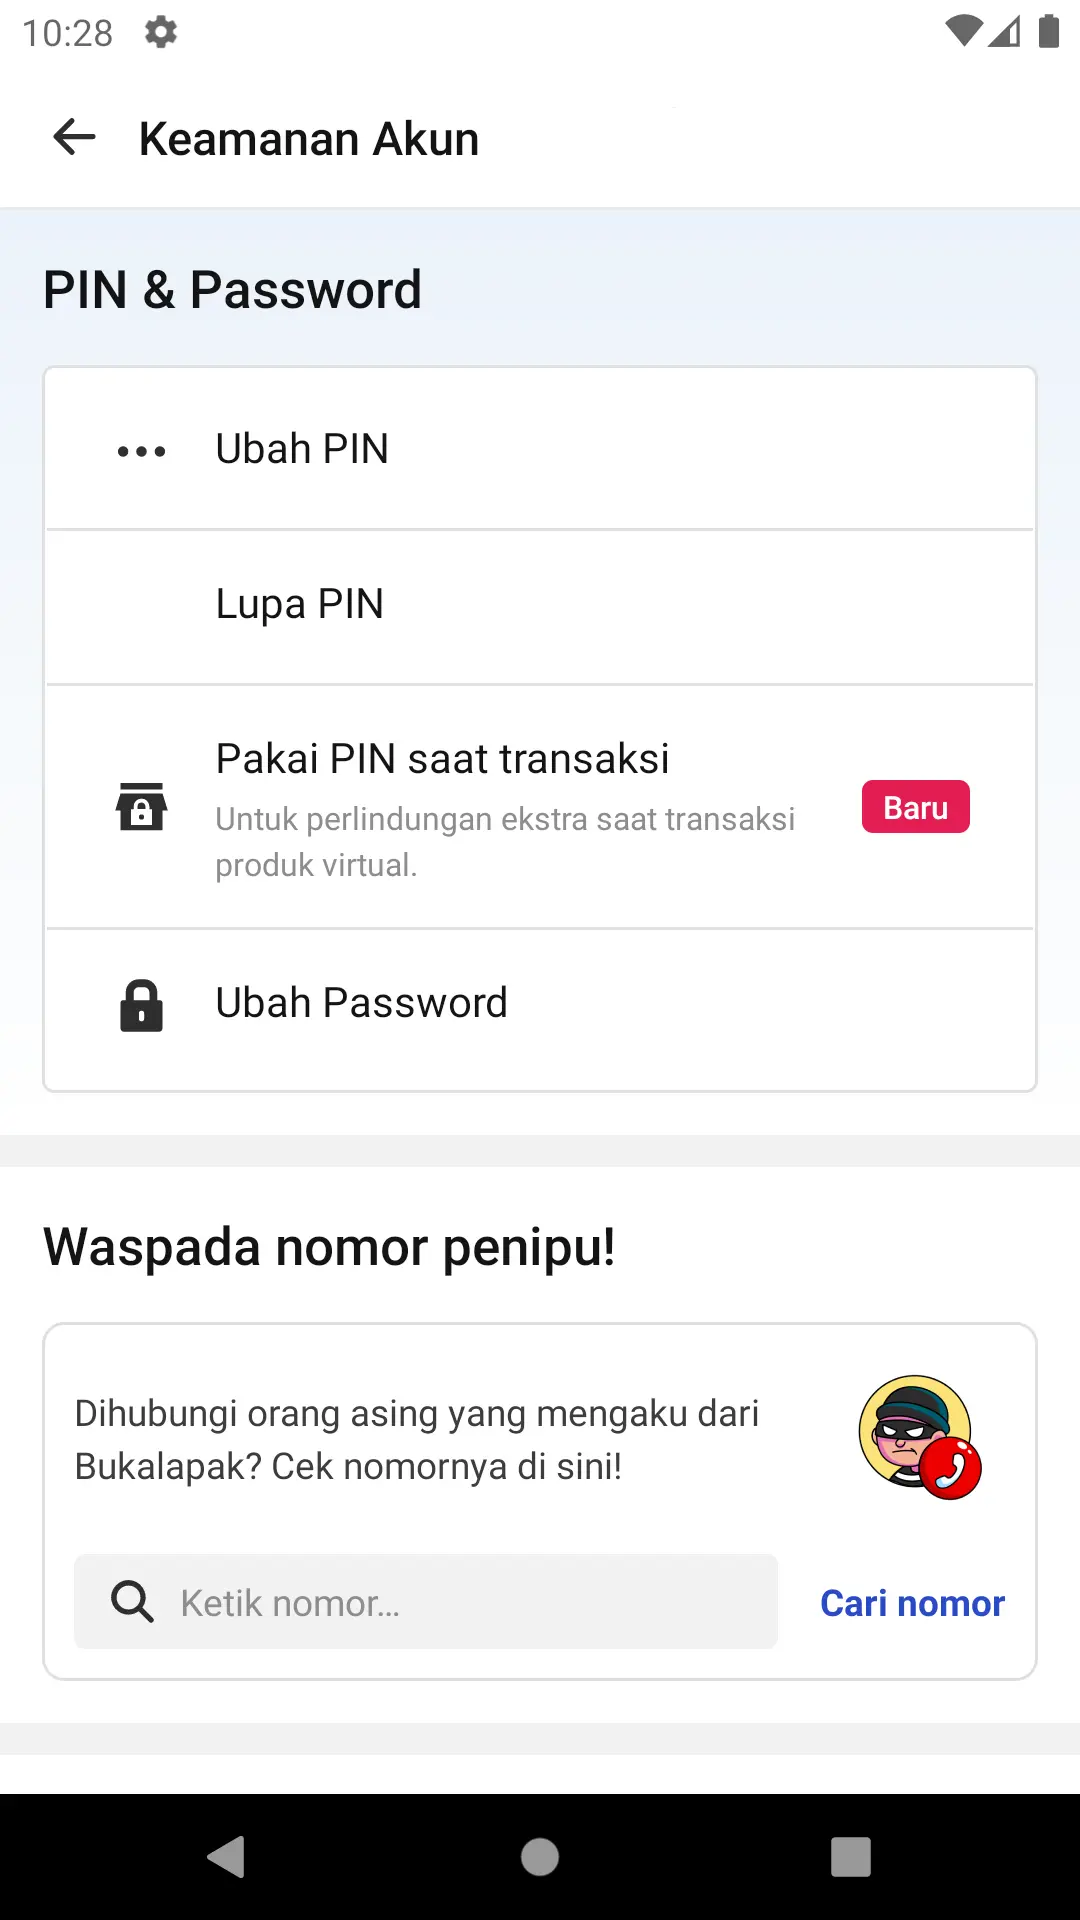 10:28
Keamanan Akun
PIN & Password
Ubah PIN
Lupa PIN
Pakai PIN saat transaksi
Untuk perlindungan ekstra saat transaksi
produk virtual.
Baru
Ubah Password
Waspada nomor penipu!
Dihubungi orang asing yang mengaku dari
Bukalapak? Cek nomornya di sini!
Ketik nomor...
Cari nomor